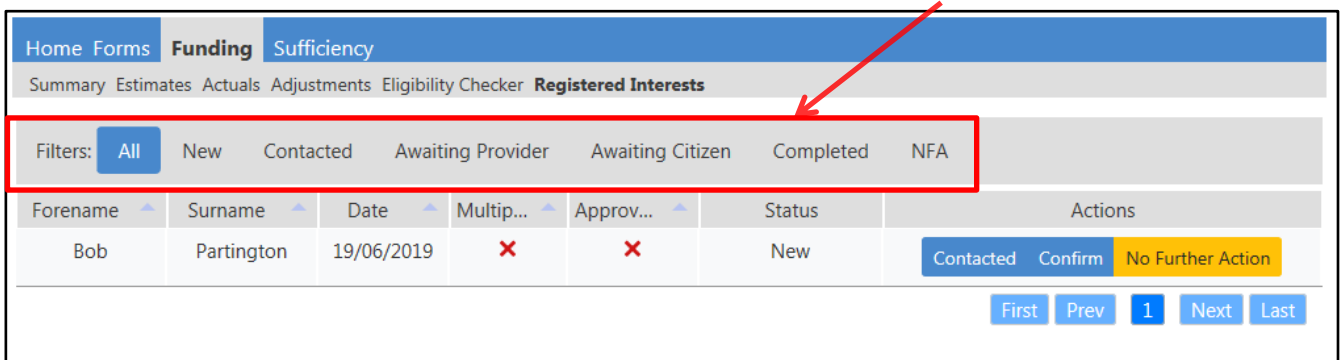 Home Forms Funding Sufficiency
Summary Estimates Actuals Adjustments Eligibility Checker Registered Interests
Filters: All New Contacted Awaiting Provider Awaiting Citizen Completed NFA
Forename Surname Date Multip... Approv... Status Actions
Bob Partington 19/06/2019 New Contacted Confirm No Further Action
First Prev 1 Next Last